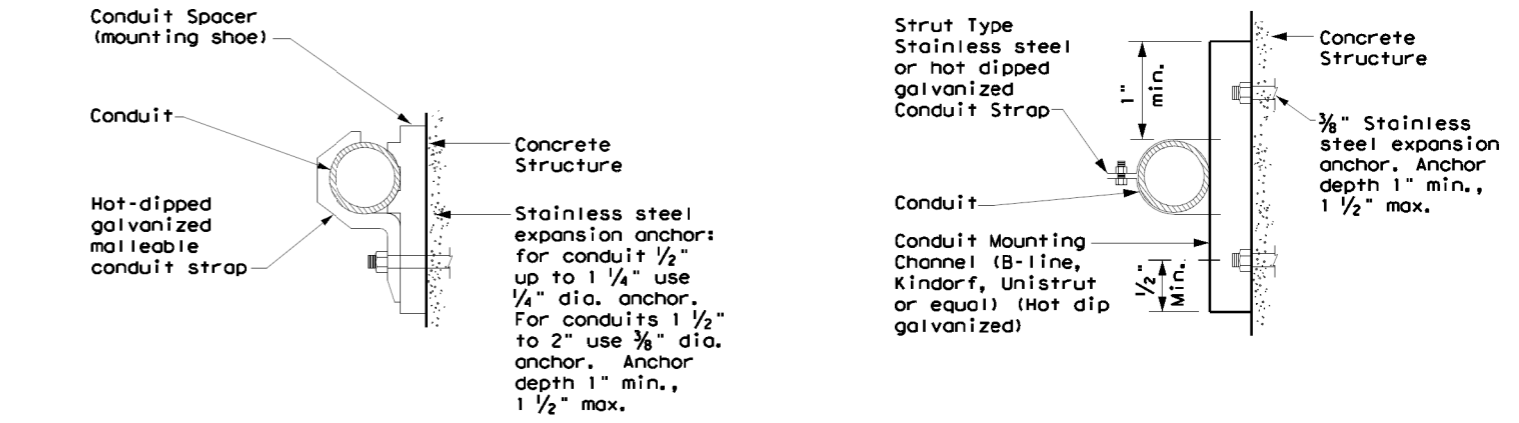 Conduit Spacer
(mounting shoe)
Conduit
Hot-dipped
galvanized
malleable
conduit strap
Concrete
Structure
Stainless steel
expansion anchor:
for conduit ½"
up to 1 ¼" use
¼" dia. anchor.
For conduits 1 ½"
to 2" use ⅜" dia.
anchor. Anchor
depth 1" min.,
1 ½" max.
Strut Type
Stainless steel
or hot dipped
galvanized
Conduit Strap
Conduit
Conduit Mounting
Channel (B-line,
Kindorf, Unistrut
or equal) (Hot dip
galvanized)
1"
min.
½"
Min.
Concrete
Structure
⅜" Stainless
steel expansion
anchor. Anchor
depth 1" min.,
1 ½" max.